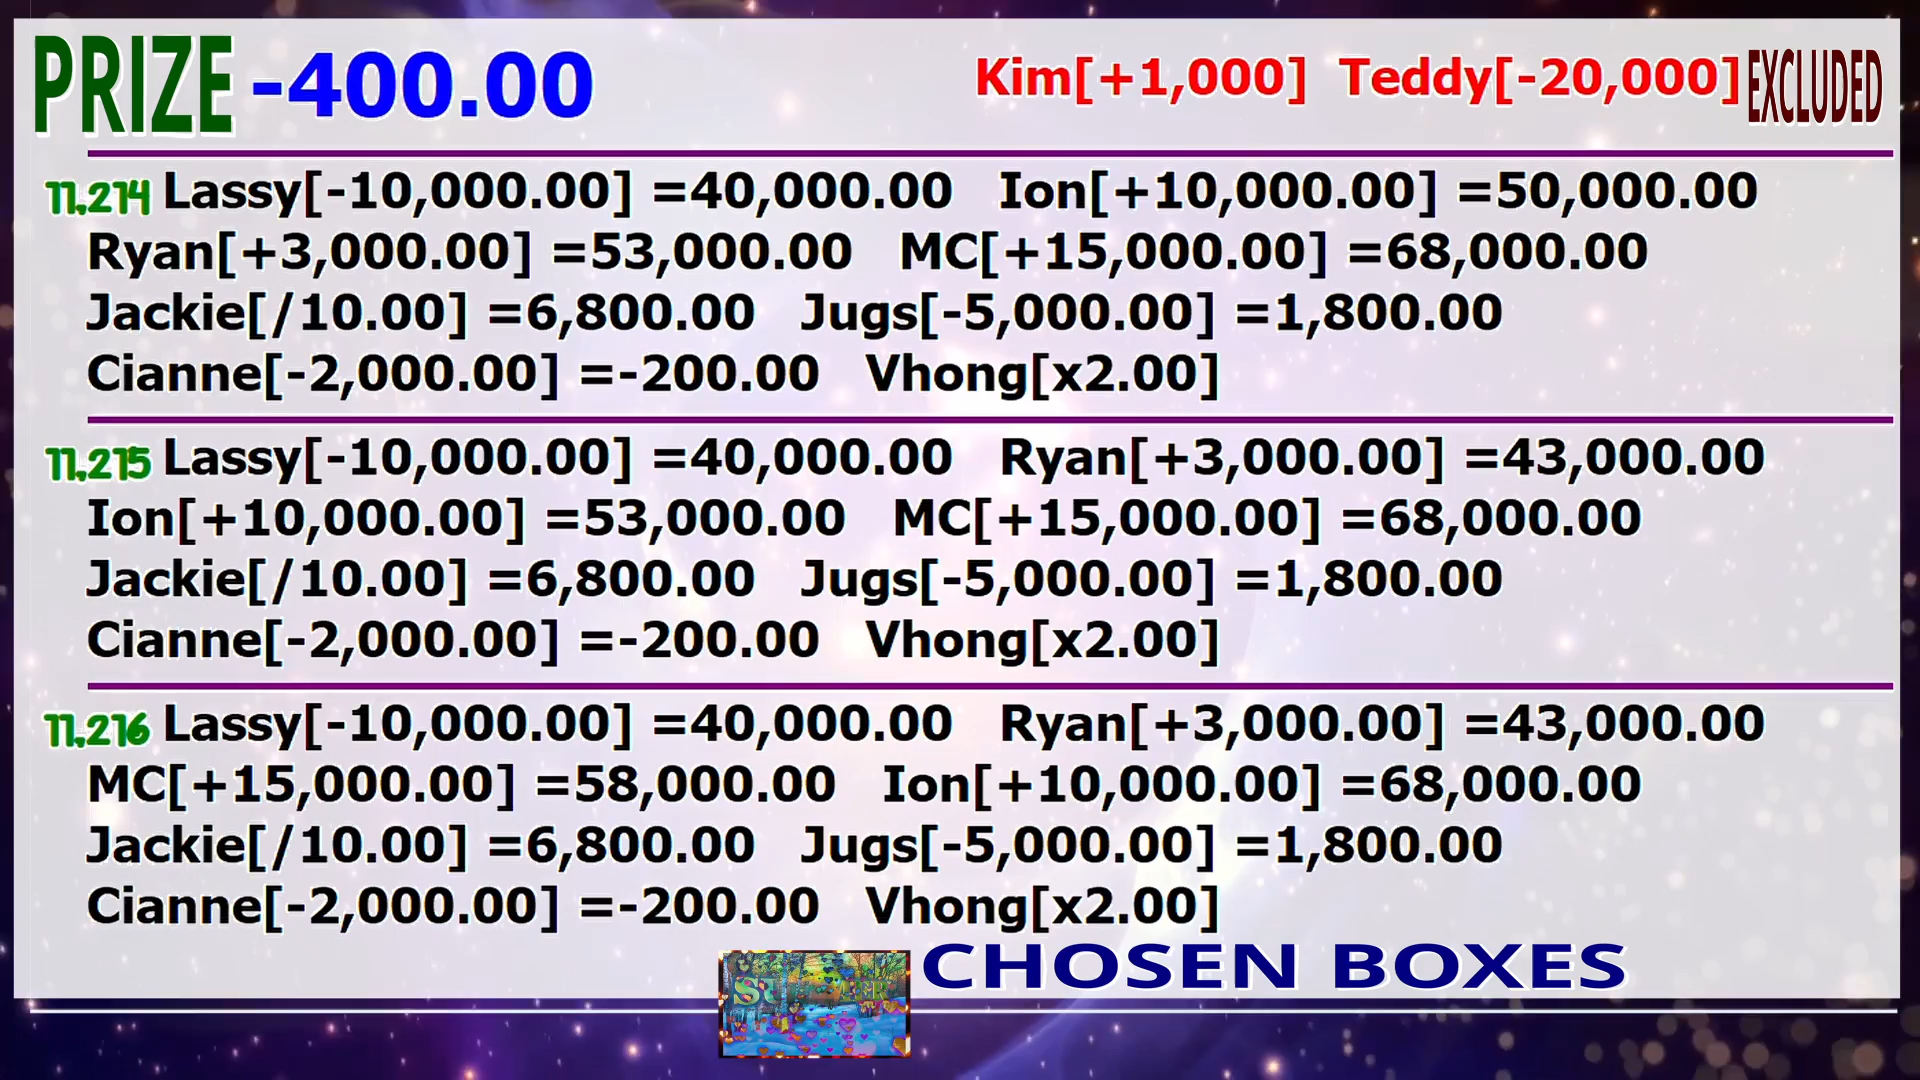 PRIZE -400.00 Kim[+1,000] Teddy[-20,000] EXCLUDED
11,214 Lassy[-10,000.00] =40,000.00 Ion[+10,000.00] =50,000.00
Ryan[+3,000.00] =53,000.00 MC[+15,000.00] =68,000.00
Jackie[/10.00] =6,800.00 Jugs[-5,000.00] =1,800.00
Cianne[-2,000.00] =-200.00 Vhong[x2.00]
11,215 Lassy[-10,000.00] =40,000.00 Ryan[+3,000.00] =43,000.00
Ion[+10,000.00] =53,000.00 MC[+15,000.00] =68,000.00
Jackie[/10.00] =6,800.00 Jugs[-5,000.00] =1,800.00
Cianne[-2,000.00] =-200.00 Vhong[x2.00]
11,216 Lassy[-10,000.00] =40,000.00 Ryan[+3,000.00] =43,000.00
MC[+15,000.00] =58,000.00 Ion[+10,000.00] =68,000.00
Jackie[/10.00] =6,800.00 Jugs[-5,000.00] =1,800.00
Cianne[-2,000.00] =-200.00 Vhong[x2.00]
CHOSEN BOXES